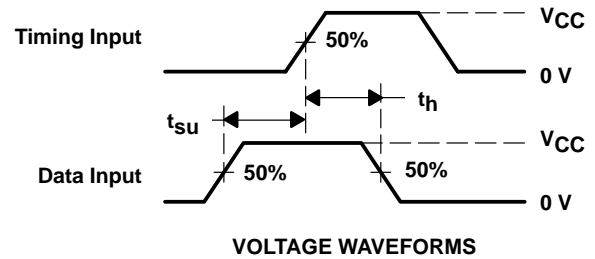 VCC
Timing Input
50%
0 V
th
tsu
VCC
Data Input
50%
50%
0 V
VOLTAGE WAVEFORMS